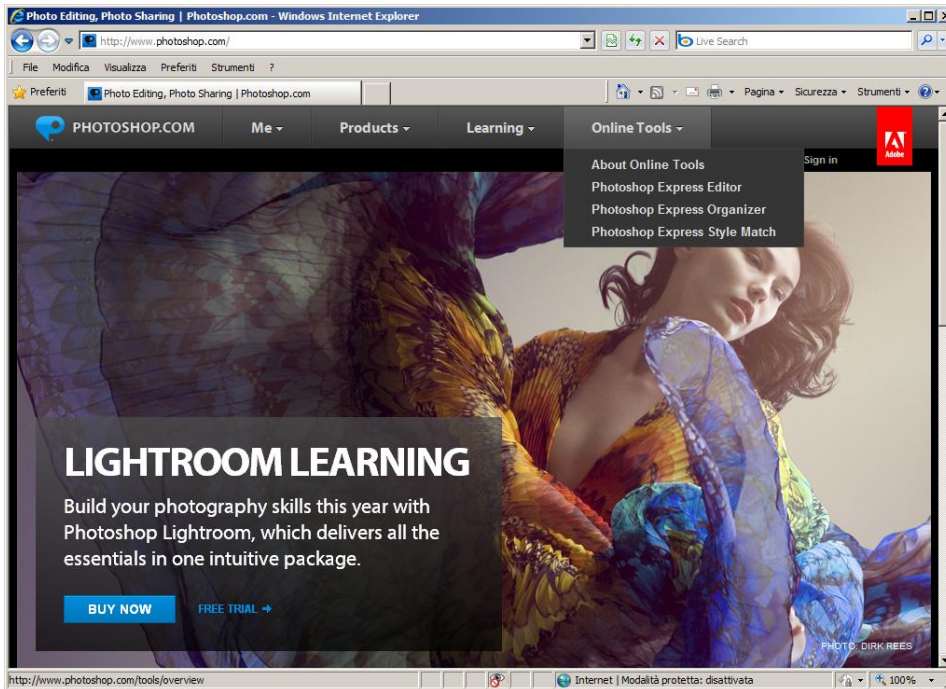 Photo Editing, Photo Sharing | Photoshop.com - Windows Internet Explorer
http://www.photoshop.com/
Live Search
File Modifica Visualizza Preferiti Strumenti ?
Preferiti Photo Editing, Photo Sharing | Photoshop.com Pagina Sicurezza Strumenti
PHOTOSHOP.COM Me Products Learning Online Tools
Adobe
Sign in
About Online Tools
Photoshop Express Editor
Photoshop Express Organizer
Photoshop Express Style Match
LIGHTROOM LEARNING
Build your photography skills this year with
Photoshop Lightroom, which delivers all the
essentials in one intuitive package.
BUY NOW FREE TRIAL
PHOTO: DIRK REES
http://www.photoshop.com/tools/overview Internet | Modalità protetta: disattivata 100%